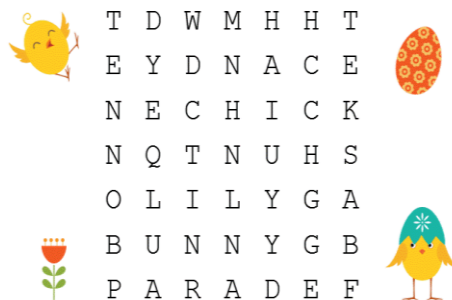 T D W M H H T
E Y D N A C E
N E C H I C K
N Q T N U H S
O L I L Y G A
B U N N Y G B
P A R A D E F